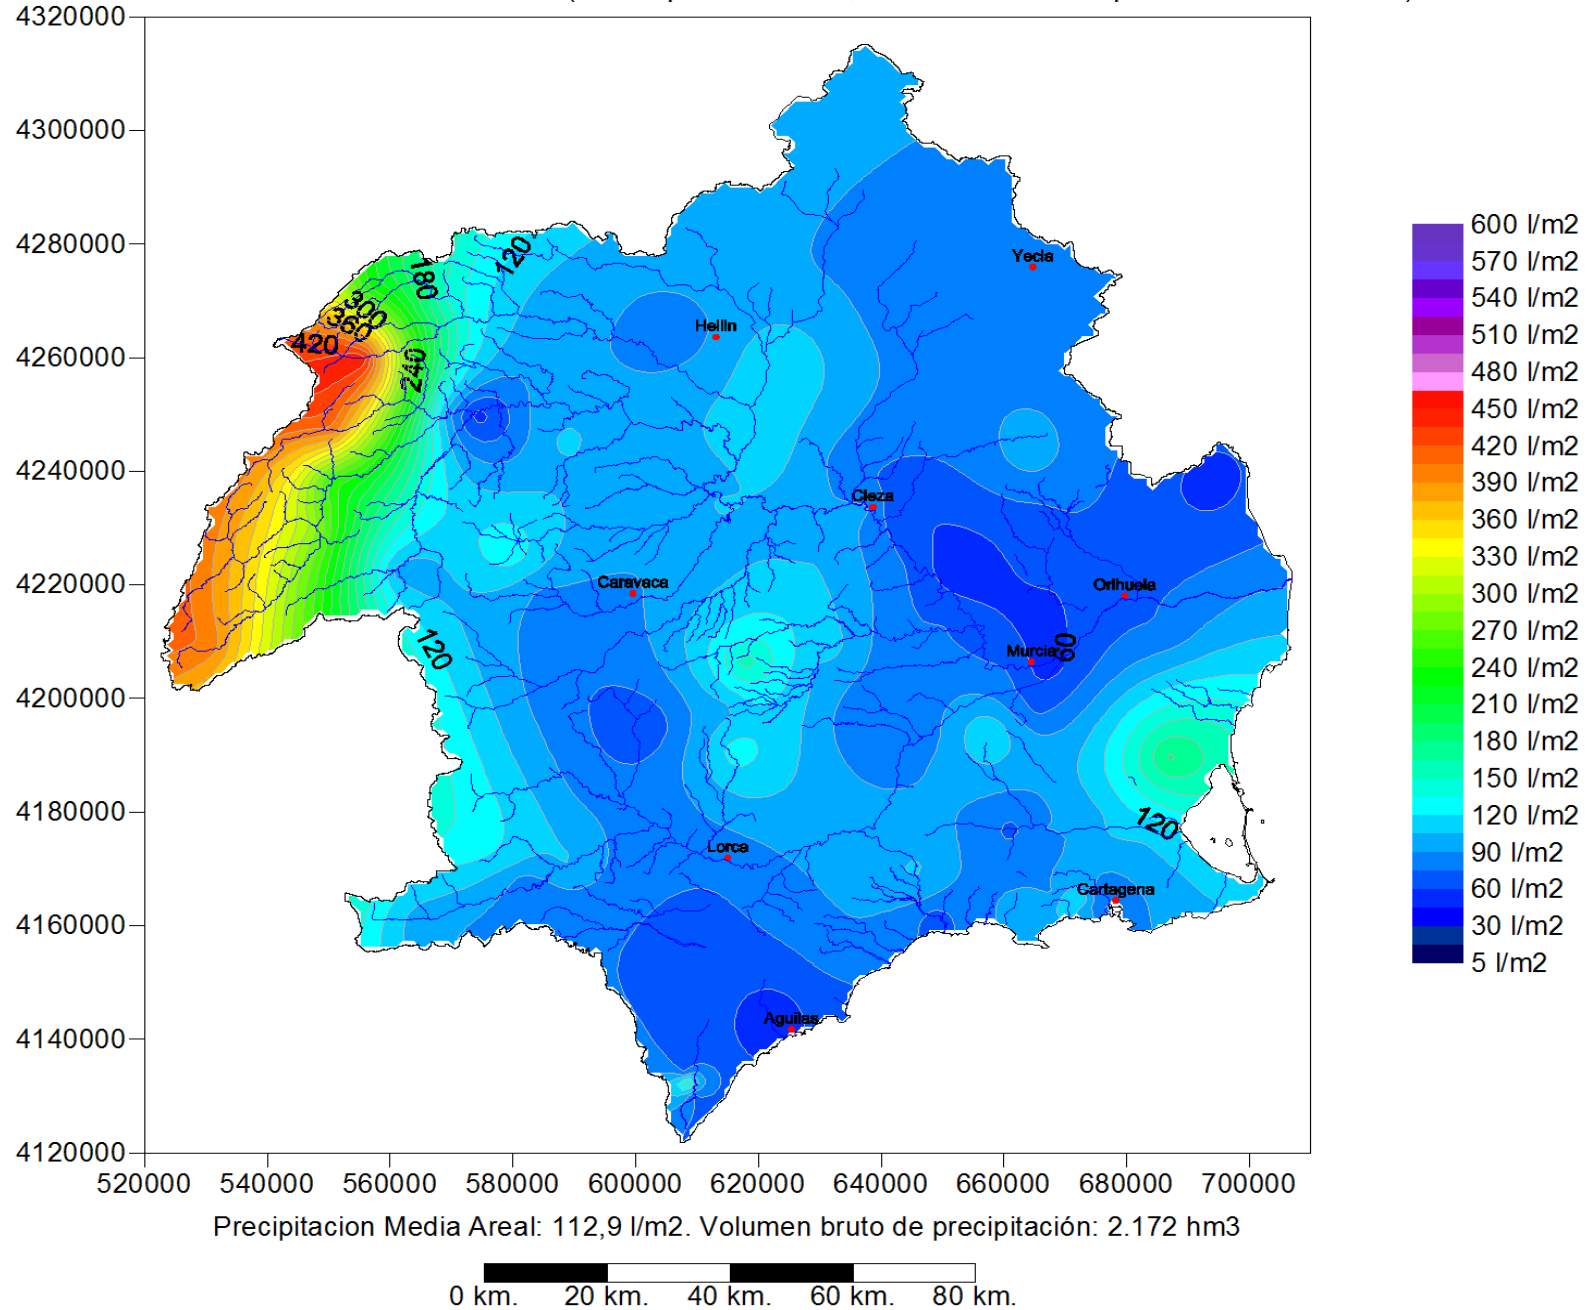 4320000
4300000
4280000
4260000
4240000
4220000
4200000
4180000
4160000
4140000
4120000
520000 540000 560000 580000 600000 620000 640000 660000 680000 700000
120
180
300
360
420
240
120
60
120
Yecla
Hellin
Cieza
Caravaca
Orihuela
Murcia
Lorca
Cartagena
Aguilas
600 l/m2
570 l/m2
540 l/m2
510 l/m2
480 l/m2
450 l/m2
420 l/m2
390 l/m2
360 l/m2
330 l/m2
300 l/m2
270 l/m2
240 l/m2
210 l/m2
180 l/m2
150 l/m2
120 l/m2
90 l/m2
60 l/m2
30 l/m2
5 l/m2
Precipitacion Media Areal: 112,9 l/m2. Volumen bruto de precipitación: 2.172 hm3
0 km. 20 km. 40 km. 60 km. 80 km.